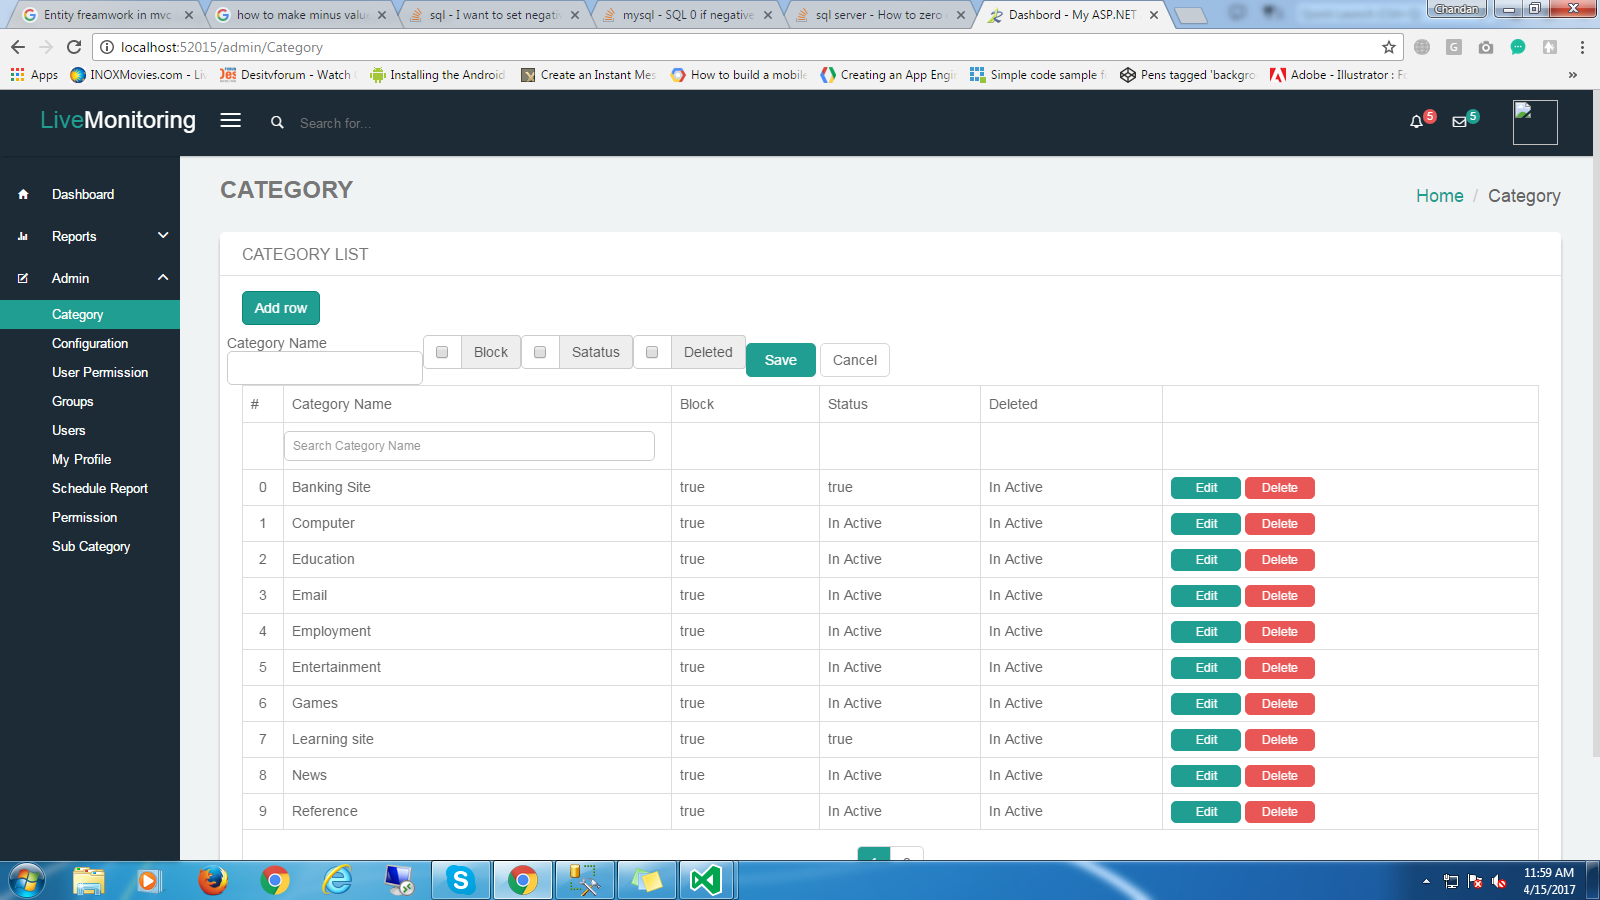 Entity freamwork in mvc
how to make minus value
sql - I want to set negati
mysql - SQL 0 if negative
sql server - How to zero
Dashbord - My ASP.NET
Chandan
localhost:52015/admin/Category
Apps
INOXMovies.com - Liv
Desitvforum - Watch
Installing the Android
Create an Instant Mes
How to build a mobile
Creating an App Engi
Simple code sample f
Pens tagged 'backgro
Adobe - Illustrator : Fo
»
LiveMonitoring
Search for...
5
5
Dashboard
Reports
Admin
Category
Configuration
User Permission
Groups
Users
My Profile
Schedule Report
Permission
Sub Category
CATEGORY
Home / Category
CATEGORY LIST
Add row
Category Name
Block
Satatus
Deleted
Save
Cancel
# Category Name Block Status Deleted
Search Category Name
0 Banking Site true true In Active Edit Delete
1 Computer true In Active In Active Edit Delete
2 Education true In Active In Active Edit Delete
3 Email true In Active In Active Edit Delete
4 Employment true In Active In Active Edit Delete
5 Entertainment true In Active In Active Edit Delete
6 Games true In Active In Active Edit Delete
7 Learning site true true In Active Edit Delete
8 News true In Active In Active Edit Delete
9 Reference true In Active In Active Edit Delete
11:59 AM
4/15/2017